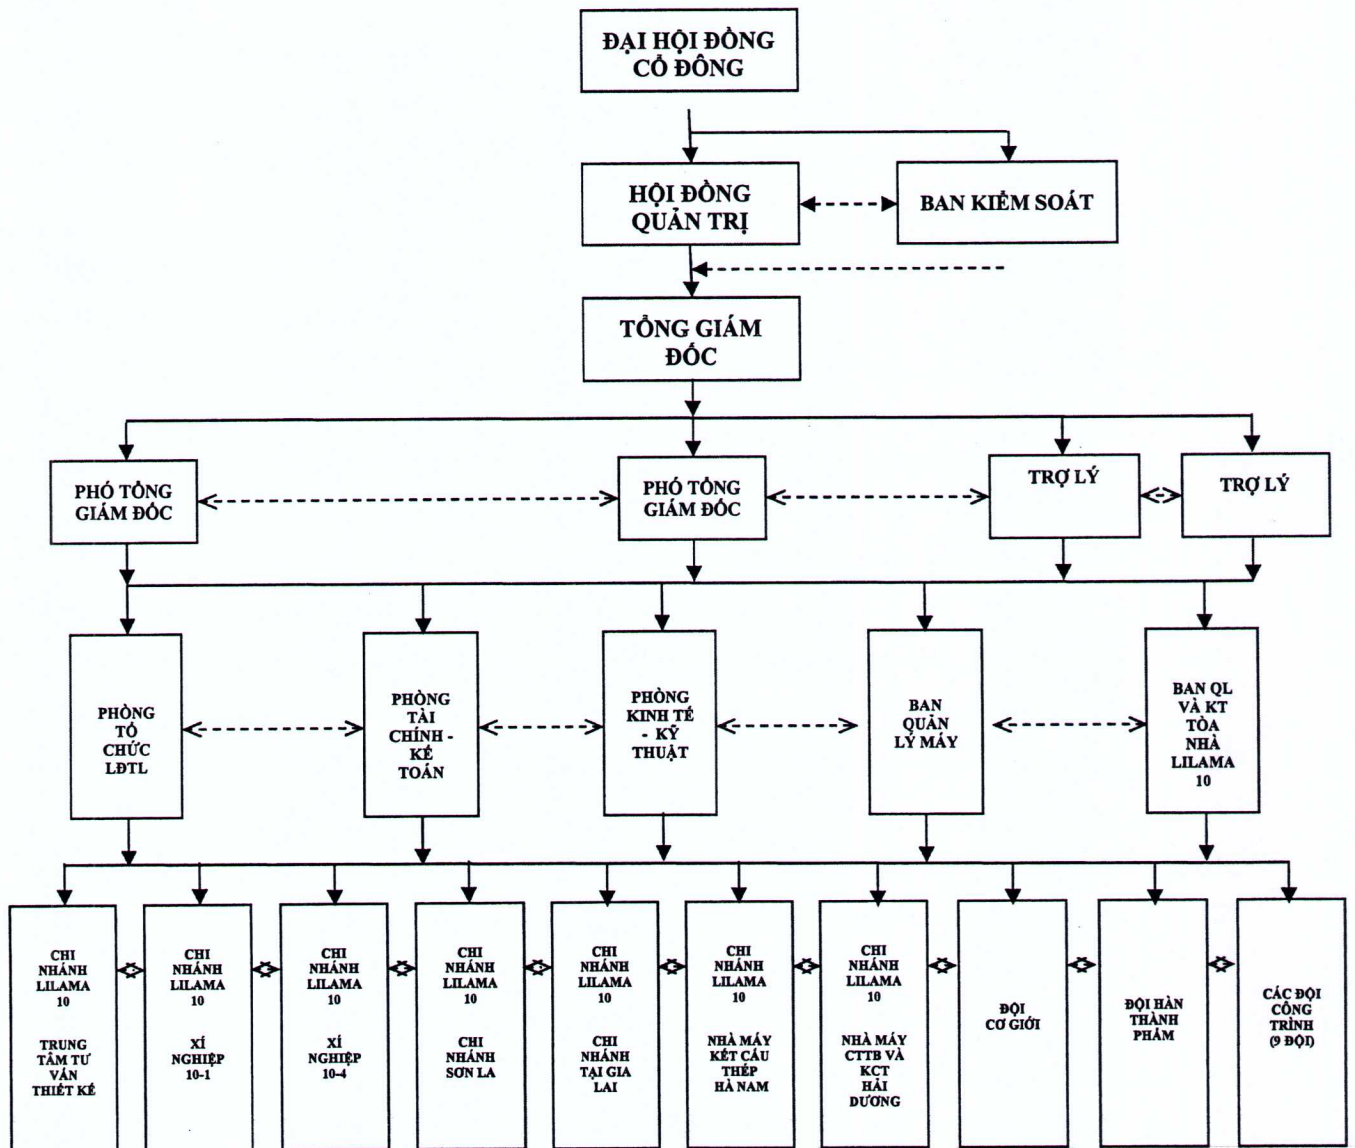 ĐẠI HỘI ĐỒNG
CỔ ĐÔNG
HỘI ĐỒNG
QUẢN TRỊ
BAN KIỂM SOÁT
TỔNG GIÁM
ĐỐC
PHÓ TỔNG
GIÁM ĐỐC
PHÓ TỔNG
GIÁM ĐỐC
TRỢ LÝ
TRỢ LÝ
PHÒNG
TỔ
CHỨC
LĐTL
PHÒNG
TÀI
CHÍNH -
KẾ
TOÁN
PHÒNG
KINH TẾ
- KỸ
THUẬT
BAN
QUẢN
LÝ MÁY
BAN QL
VÀ KT
TÒA
NHÀ
LILAMA
10
CHI
NHÁNH
LILAMA
10
TRUNG
TÂM TƯ
VẤN
THIẾT KẾ
CHI
NHÁNH
LILAMA
10
XÍ
NGHIỆP
10-1
CHI
NHÁNH
LILAMA
10
XÍ
NGHIỆP
10-4
CHI
NHÁNH
LILAMA
10
CHI
NHÁNH
SƠN LA
CHI
NHÁNH
LILAMA
10
CHI
NHÁNH
TẠI GIA
LAI
CHI
NHÁNH
LILAMA
10
NHÀ MÁY
KẾT CẤU
THÉP
HÀ NAM
CHI
NHÁNH
LILAMA
10
NHÀ MÁY
CTTB VÀ
KCT
HẢI
DƯƠNG
ĐỘI
CƠ GIỚI
ĐỘI HÀN
THÀNH
PHẨM
CÁC ĐỘI
CÔNG
TRÌNH
(9 ĐỘI)